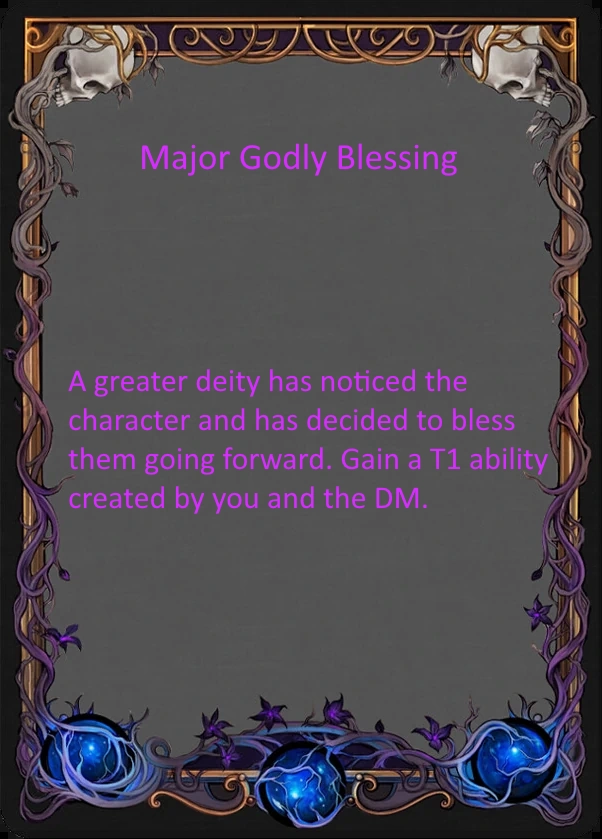 Major Godly Blessing
A greater deity has noticed the
character and has decided to bless
them going forward. Gain a T1 ability
created by you and the DM.